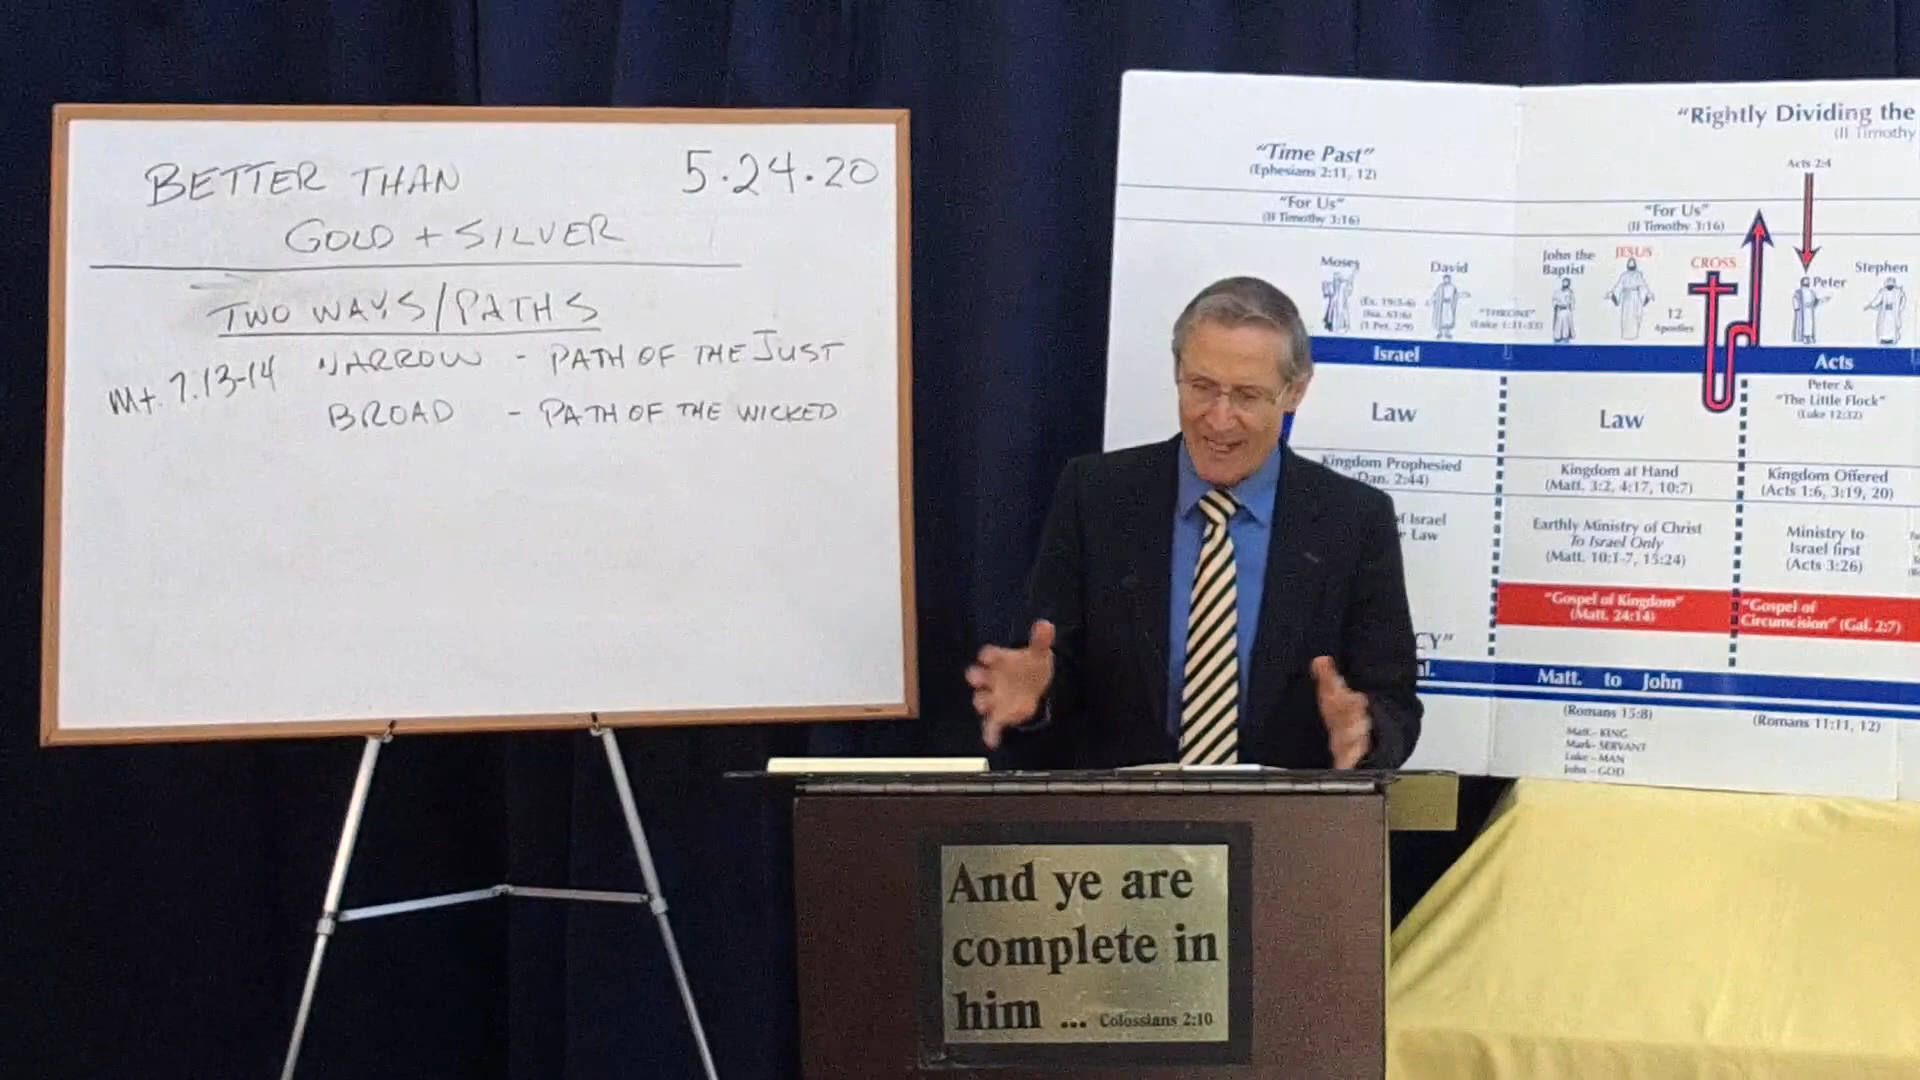 BETTER THAN
5.24.20
GOLD + SILVER
TWO WAYS/PATHS
Mt. 7.13-14
NARROW - PATH OF THE JUST
BROAD - PATH OF THE WICKED
"Rightly Dividing the
(II Timothy
"Time Past"
(Ephesians 2:11, 12)
"For Us"
(II Timothy 3:16)
"For Us"
(II Timothy 3:16)
Acts 2:4
Moses
David
"THRONE"
John the
Baptist
JESUS
12
Apostles
CROSS
Peter
Stephen
Israel
Acts
Law
Law
Peter &
"The Little Flock"
(Luke 12:32)
Kingdom Prophesied
Dan. 2:44)
Kingdom at Hand
(Matt. 3:2, 4:17, 10:7)
Kingdom Offered
(Acts 1:6, 3:19, 20)
f Israel
Law
Earthly Ministry of Christ
To Israel Only
(Matt. 10:1-7, 15:24)
Ministry to
Israel first
(Acts 3:26)
"Gospel of Kingdom"
(Matt. 24:14)
"Gospel of
Circumcision" (Gal. 2:7)
CY"
al.
Matt. to John
(Romans 15:8)
Matt.- KING
Mark- SERVANT
Luke - MAN
John - GOD
(Romans 11:11, 12)
And ye are
complete in
him ... Colossians 2:10